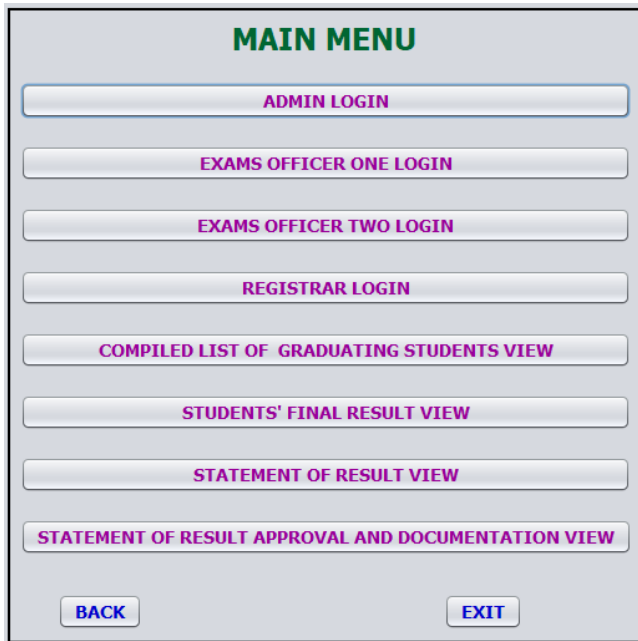 MAIN MENU
ADMIN LOGIN
EXAMS OFFICER ONE LOGIN
EXAMS OFFICER TWO LOGIN
REGISTRAR LOGIN
COMPILED LIST OF GRADUATING STUDENTS VIEW
STUDENTS' FINAL RESULT VIEW
STATEMENT OF RESULT VIEW
STATEMENT OF RESULT APPROVAL AND DOCUMENTATION VIEW
BACK EXIT